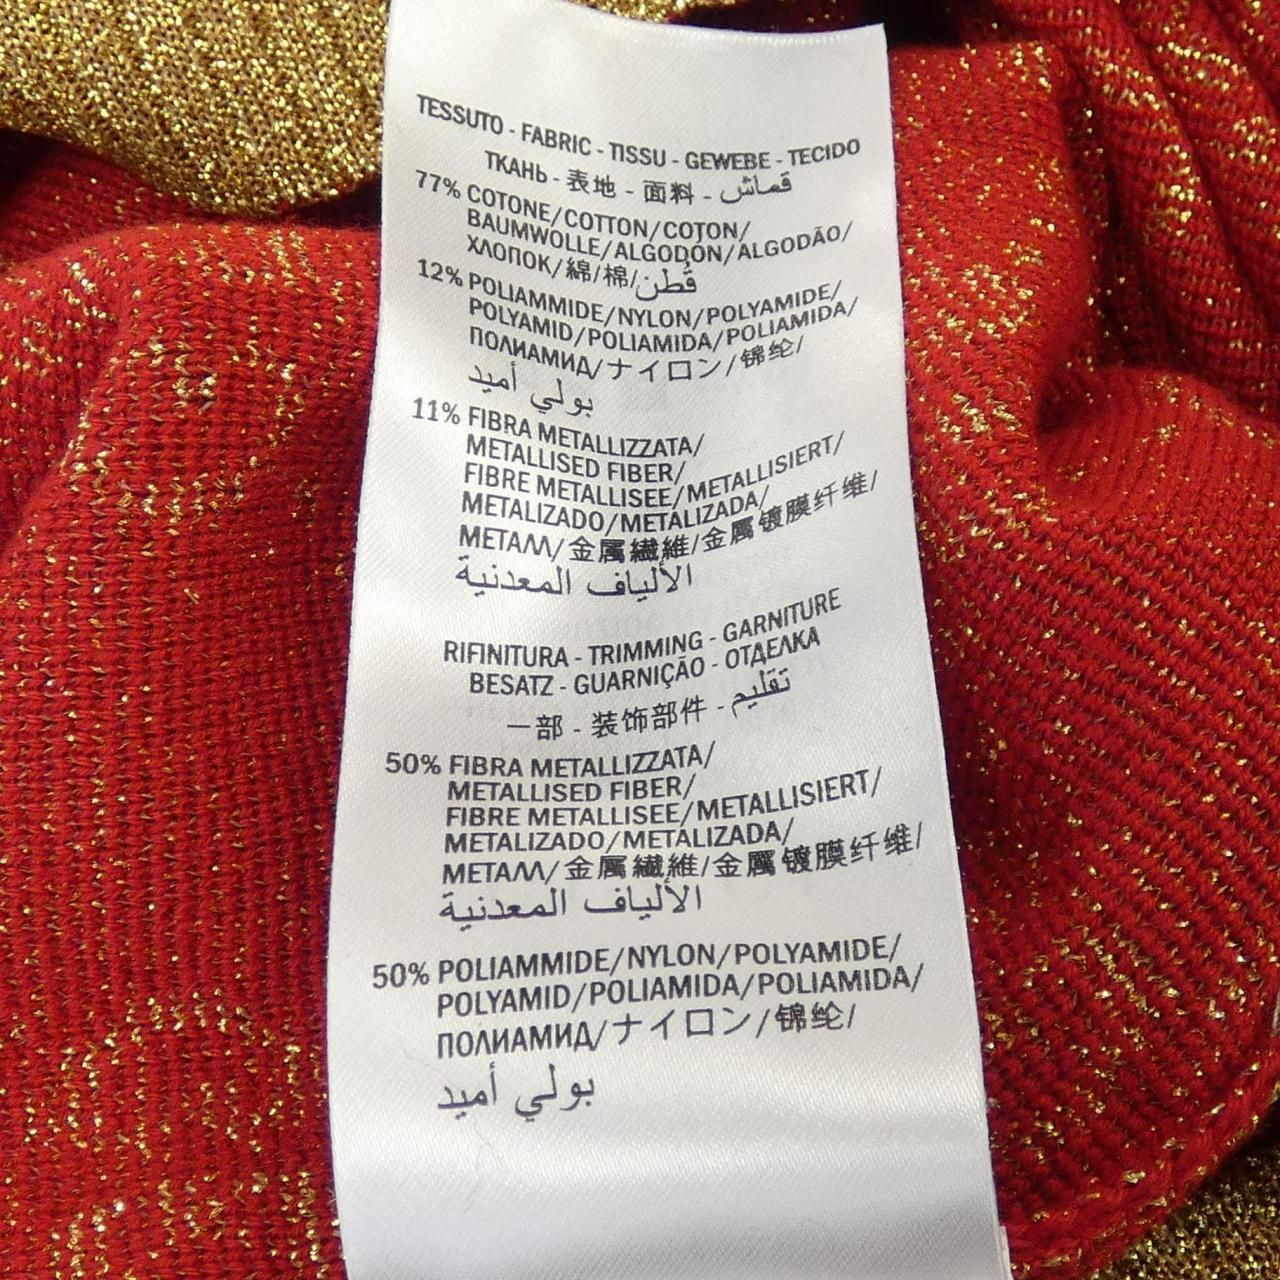 TESSUTO - FABRIC - TISSU - GEWEBE - TECIDO
ТКАНЬ - 表地 - 面料 - قماش
77% COTONE/COTTON/COTON/
BAUMWOLLE/ALGODÓN/ALGODÃO/
ХЛОПОК/綿/棉/قطن
12% POLIAMMIDE/NYLON/POLYAMIDE/
POLYAMID/POLIAMIDA/POLIAMIDA/
ПОЛИАМИД/ナイロン/锦纶/
بولي أميد
11% FIBRA METALLIZZATA/
METALLISED FIBER/
FIBRE METALLISEE/METALLISIERT/
METALIZADO/METALIZADA/
МЕТАЛЛ/金属繊維/金属镀膜纤维/
الألياف المعدنية
RIFINITURA - TRIMMING - GARNITURE
BESATZ - GUARNIÇÃO - ОТДЕЛКА
一部 - 装饰部件 - تقليم
50% FIBRA METALLIZZATA/
METALLISED FIBER/
FIBRE METALLISEE/METALLISIERT/
METALIZADO/METALIZADA/
МЕТАЛЛ/金属繊維/金属镀膜纤维/
الألياف المعدنية
50% POLIAMMIDE/NYLON/POLYAMIDE/
POLYAMID/POLIAMIDA/POLIAMIDA/
ПОЛИАМИД/ナイロン/锦纶/
بولي أميد